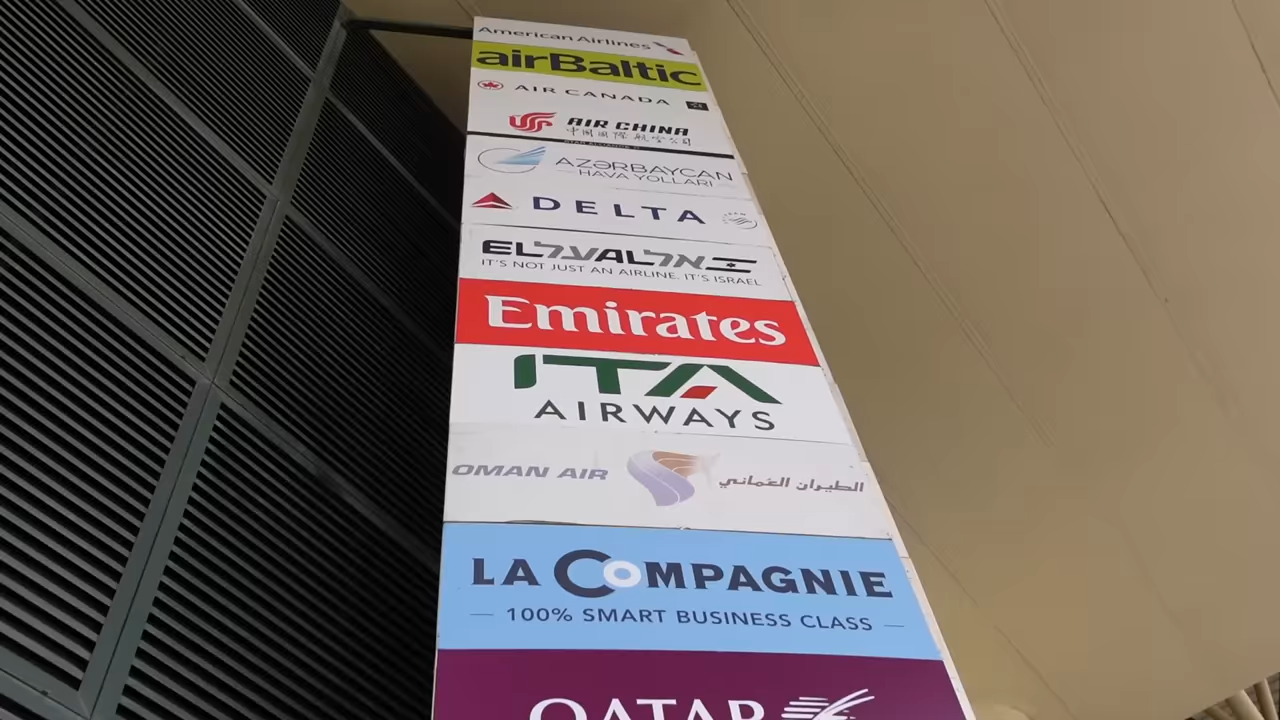 American Airlines
airBaltic
AIR CANADA
AIR CHINA
中国国际航空公司
AZƏRBAYCAN
HAVA YOLLARI
DELTA
EL AL אל על
IT'S NOT JUST AN AIRLINE. IT'S ISRAEL
Emirates
ITA
AIRWAYS
OMAN AIR الطيران العماني
LA COMPAGNIE
100% SMART BUSINESS CLASS
QATAR